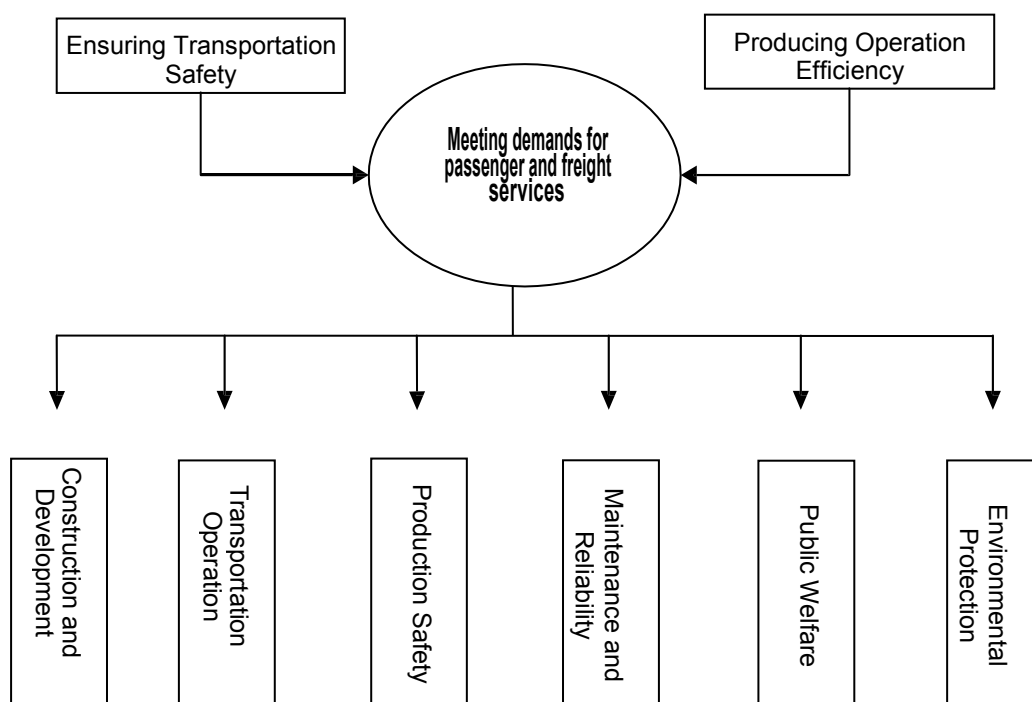 Ensuring Transportation
Safety
Producing Operation
Efficiency
Meeting demands for
passenger and freight
services
Construction and
Development
Transportation
Operation
Production Safety
Maintenance and
Reliability
Public Welfare
Environmental
Protection